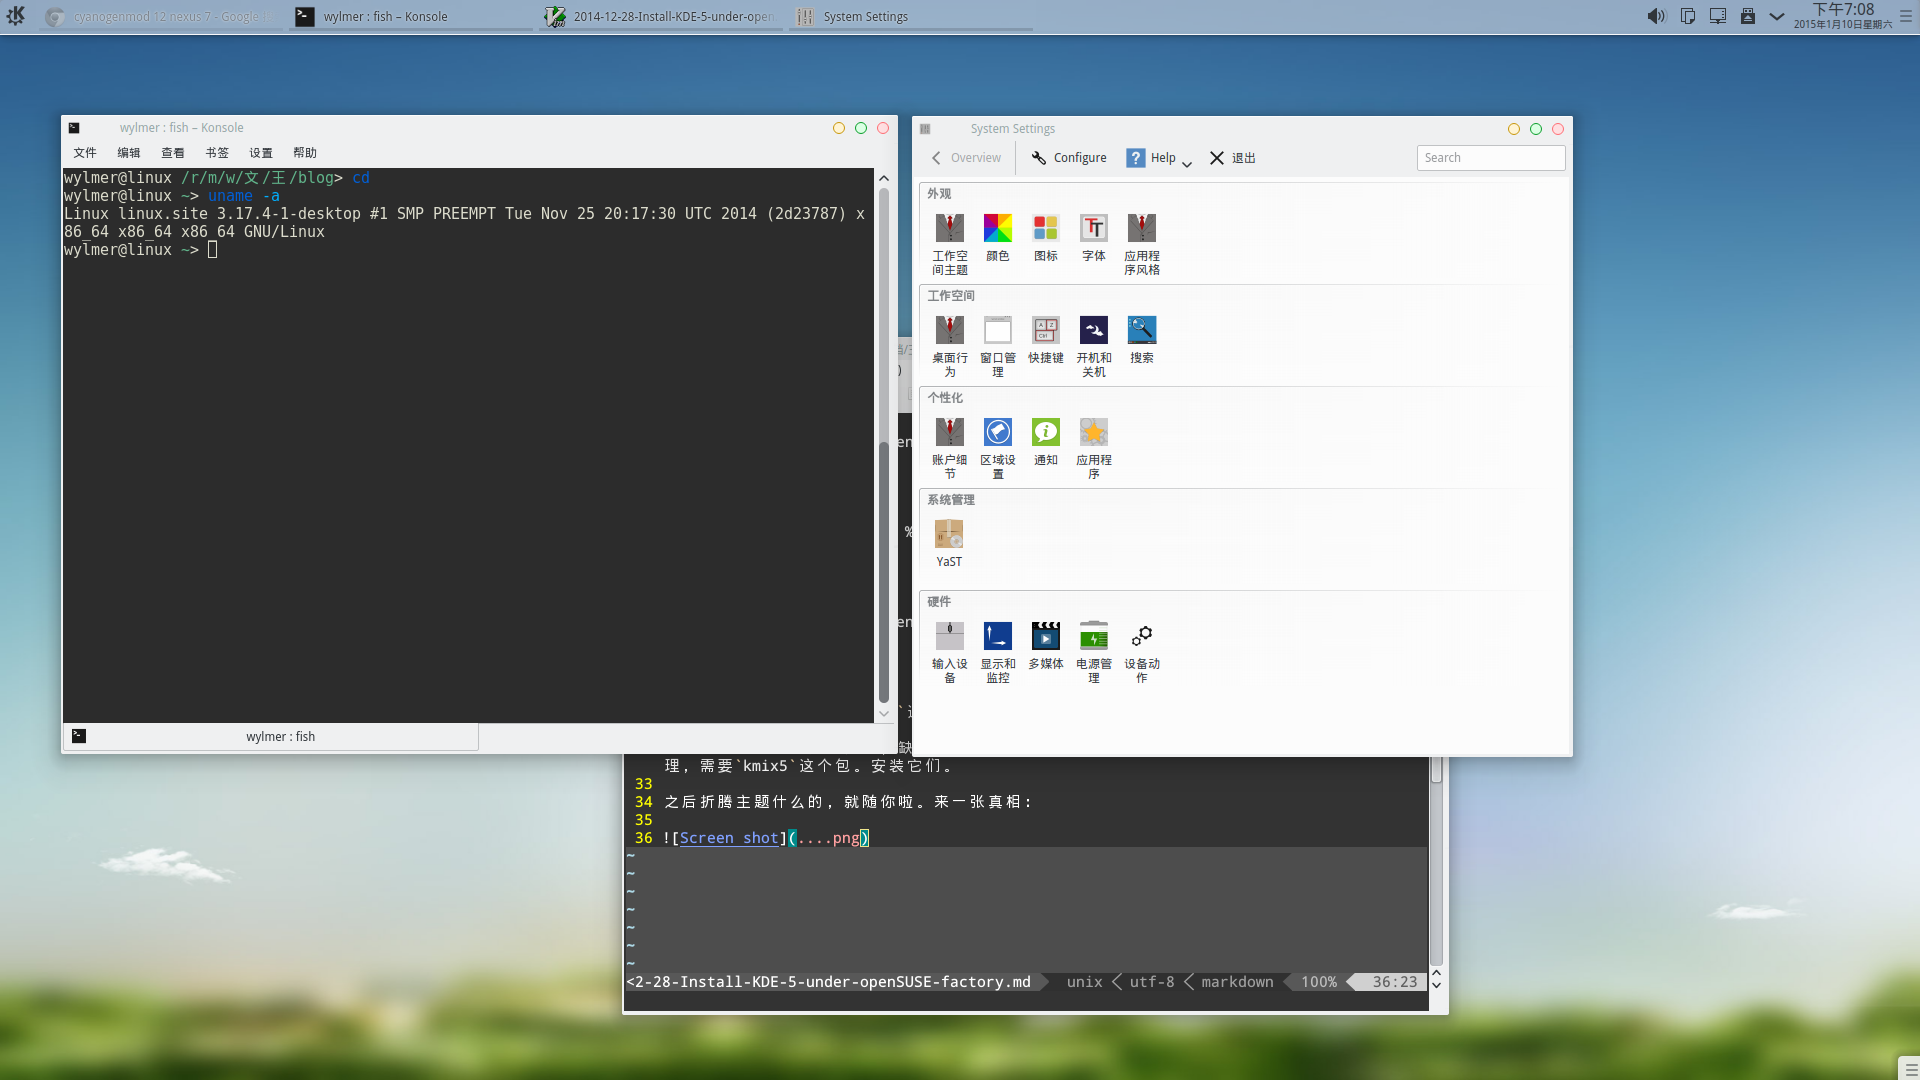 cyanogenmod 12 nexus 7 - Google
wylmer : fish – Konsole
2014-12-28-Install-KDE-5-under-open
System Settings
下午7:08
2015年1月10日星期六
wylmer : fish – Konsole
文件 编辑 查看 书签 设置 帮助
wylmer@linux /r/m/w/文/王/blog> cd
wylmer@linux ~> uname -a
Linux linux.site 3.17.4-1-desktop #1 SMP PREEMPT Tue Nov 25 20:17:30 UTC 2014 (2d23787) x
86_64 x86_64 x86_64 GNU/Linux
wylmer@linux ~>
wylmer : fish
System Settings
Overview Configure Help 退出 Search
外观
工作空间主题 颜色 图标 字体 应用程序风格
工作空间
桌面行为 窗口管理 快捷键 开机和关机 搜索
个性化
账户细节 区域设置 通知 应用程序
系统管理
YaST
硬件
输入设备 显示和监控 多媒体 电源管理 设备动作
)
en
%
en
缺
理，需要`kmix5`这个包。安装它们。
33
34 之后折腾主题什么的，就随你啦。来一张真相：
35
36 ![Screen shot](....png)
~
~
~
~
~
~
~
<2-28-Install-KDE-5-under-openSUSE-factory.md unix utf-8 markdown 100% 36:23